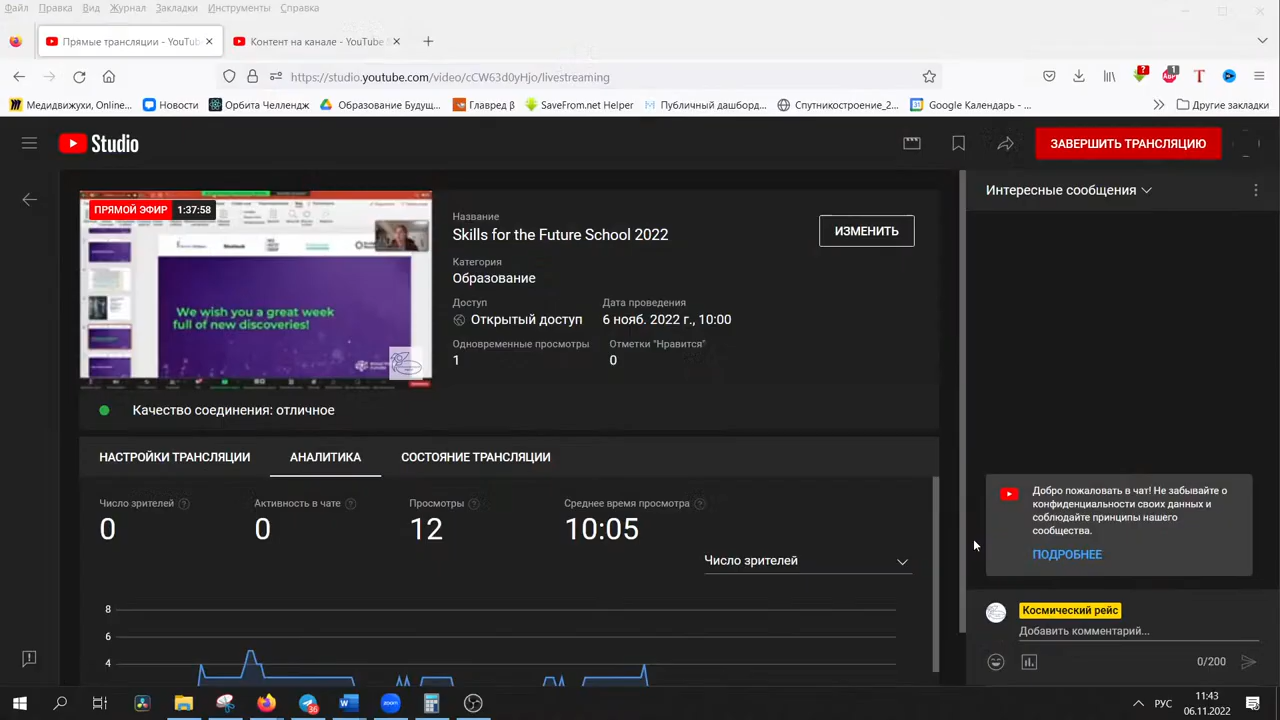 Файл Правка Вид Журнал Закладки Инструменты Справка
Прямые трансляции - YouTub
Контент на канале - YouTube
https://studio.youtube.com/video/cCW63d0yHjo/livestreaming
Медидвижухи, Online...
Новости
Орбита Челлендж
Образование Будущ...
Главред β
SaveFrom.net Helper
Публичный дашборд...
Спутникостроение_2...
Google Календарь - ...
Другие закладки
Studio
ЗАВЕРШИТЬ ТРАНСЛЯЦИЮ
Интересные сообщения
ПРЯМОЙ ЭФИР 1:37:58
We wish you a great week
full of new discoveries!
Название
Skills for the Future School 2022
ИЗМЕНИТЬ
Категория
Образование
Доступ
Открытый доступ
Дата проведения
6 нояб. 2022 г., 10:00
Одновременные просмотры
1
Отметки "Нравится"
0
Качество соединения: отличное
НАСТРОЙКИ ТРАНСЛЯЦИИ
АНАЛИТИКА
СОСТОЯНИЕ ТРАНСЛЯЦИИ
Число зрителей
0
Активность в чате
0
Просмотры
12
Среднее время просмотра
10:05
Число зрителей
8
6
4
Добро пожаловать в чат! Не забывайте о
конфиденциальности своих данных и
соблюдайте принципы нашего
сообщества.
ПОДРОБНЕЕ
Космический рейс
Добавить комментарий...
0/200
36
zoom
РУС
11:43
06.11.2022